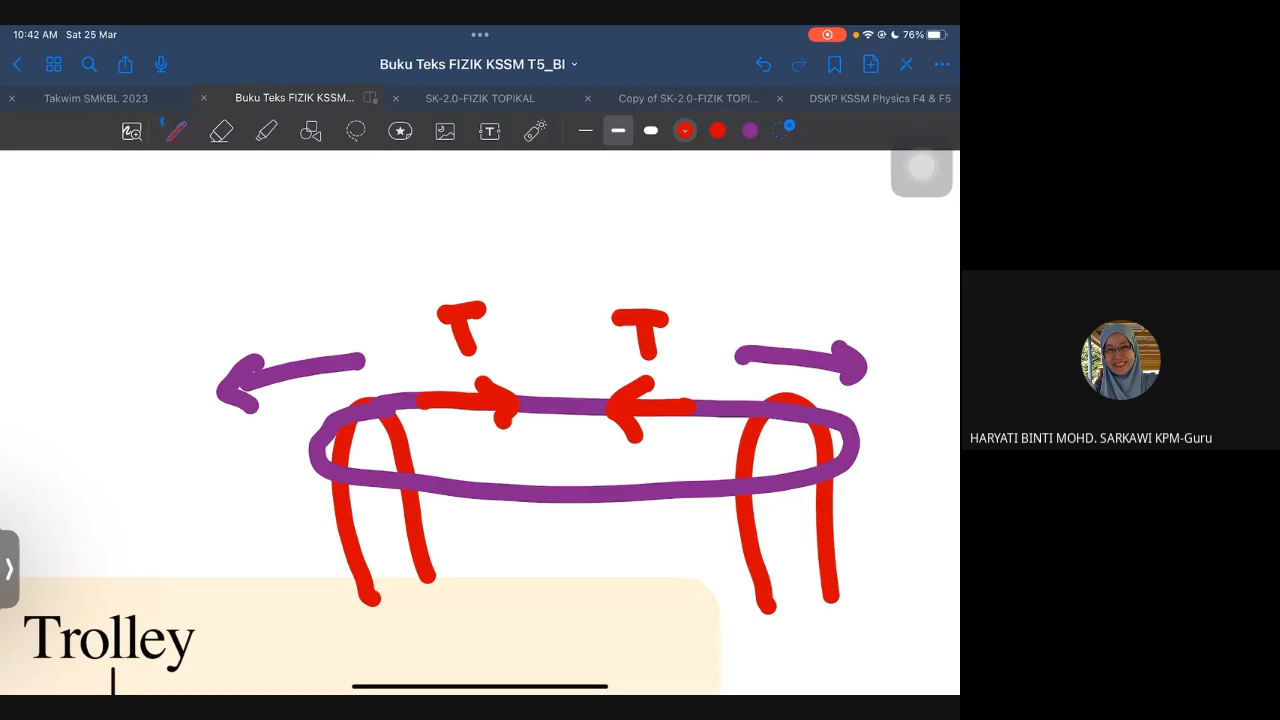 10:42 AM Sat 25 Mar
76%
Buku Teks FIZIK KSSM T5_BI
Takwim SMKBL 2023
Buku Teks FIZIK KSSM...
SK-2.0-FIZIK TOPIKAL
Copy of SK-2.0-FIZIK TOPI...
DSKP KSSM Physics F4 & F5
T T
Trolley
HARYATI BINTI MOHD. SARKAWI KPM-Guru